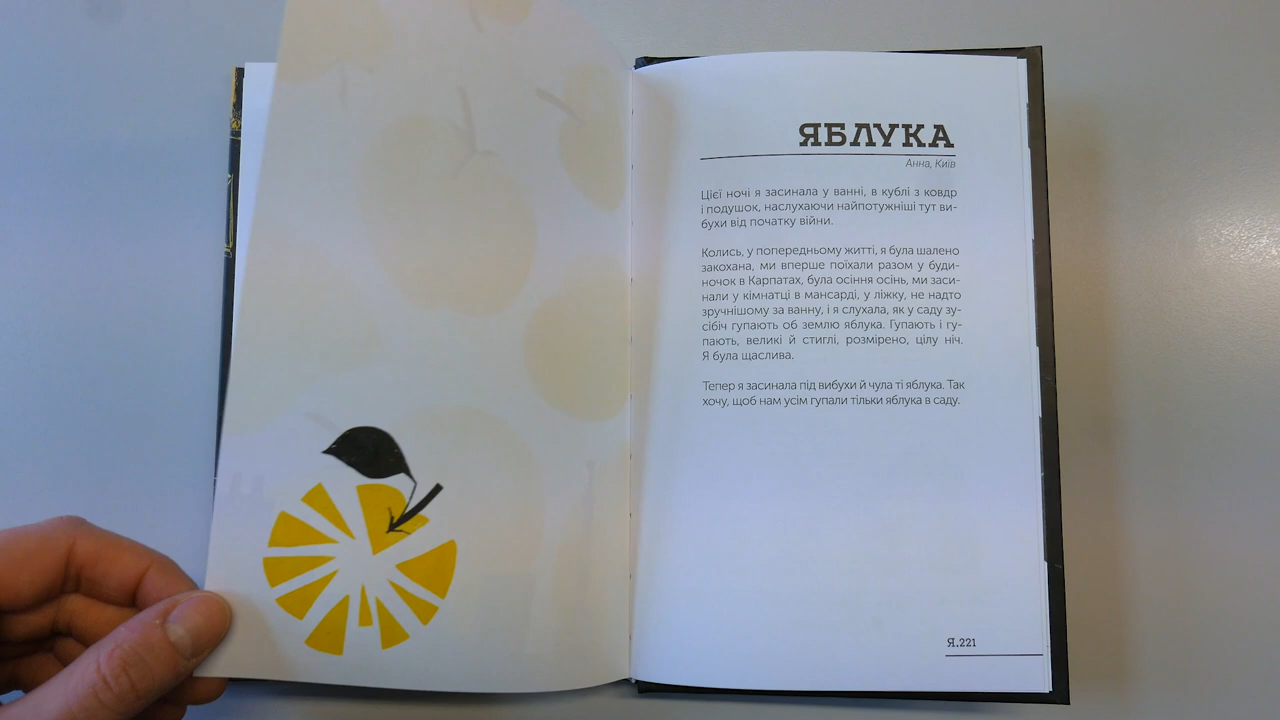 ЯБЛУКА
Анна, Київ
Цієї ночі я засинала у ванні, в кублі з ковдр
і подушок, наслухаючи найпотужніші тут ви-
бухи від початку війни.
Колись, у попередньому житті, я була шалено
закохана, ми вперше поїхали разом у буди-
ночок в Карпатах, була осіння осінь, ми заси-
нали у кімнатці в мансарді, у ліжку, не надто
зручнішому за ванну, і я слухала, як у саду зу-
сібіч гупають об землю яблука. Гупають і гу-
пають, великі й стиглі, розмірено, цілу ніч.
Я була щаслива.
Тепер я засинала під вибухи й чула ті яблука. Так
хочу, щоб нам усім гупали тільки яблука в саду.
Я.221